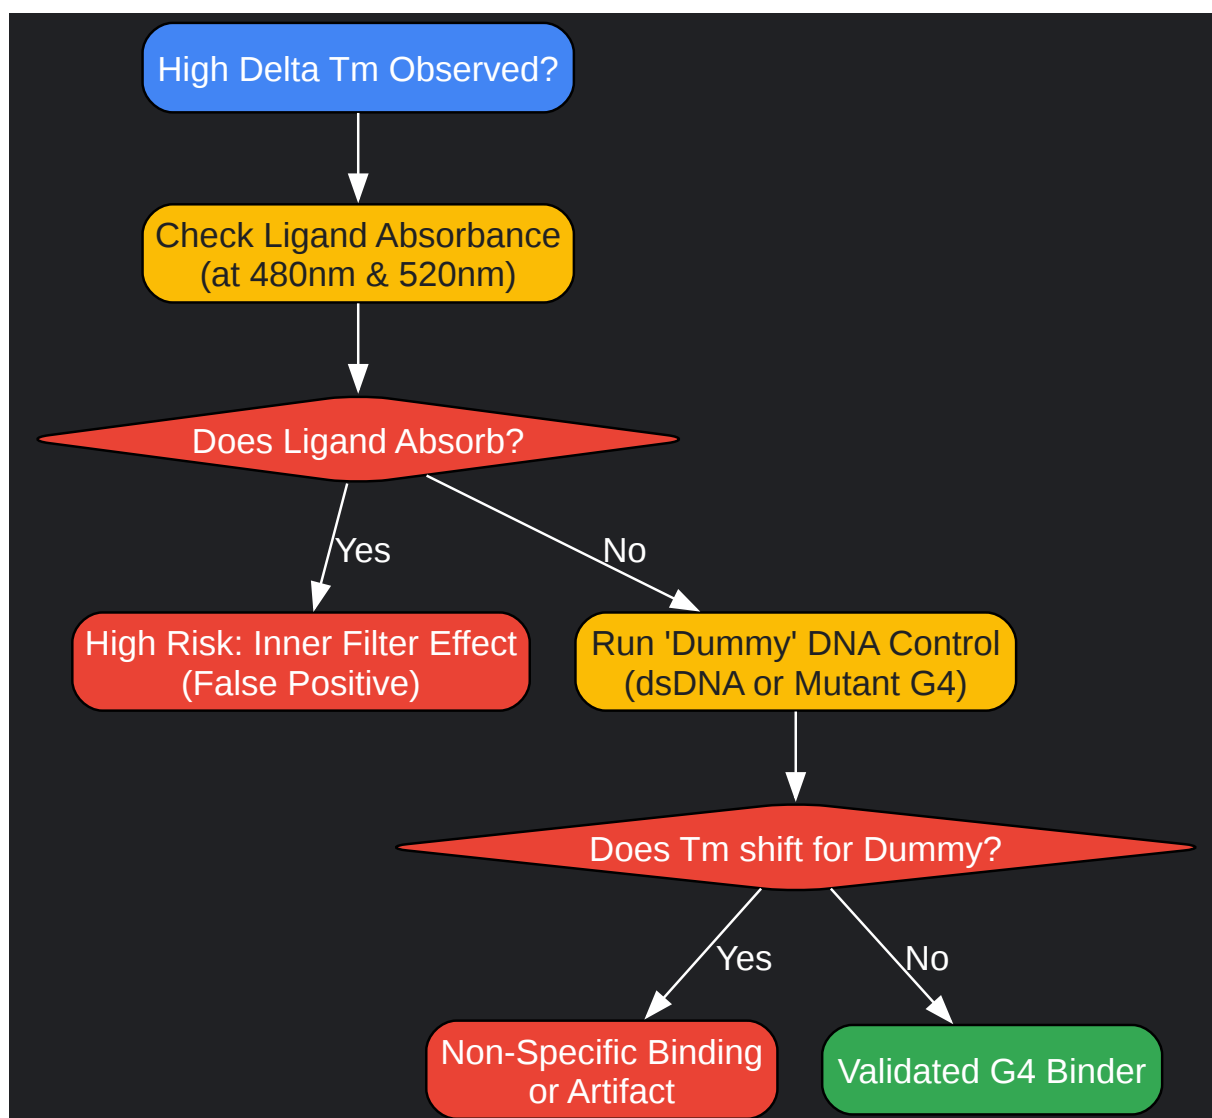 High Delta Tm Observed?
Check Ligand Absorbance
(at 480nm & 520nm)
Does Ligand Absorb?
Yes
No
High Risk: Inner Filter Effect
(False Positive)
Run 'Dummy' DNA Control
(dsDNA or Mutant G4)
Does Tm shift for Dummy?
Yes
No
Non-Specific Binding
or Artifact
Validated G4 Binder